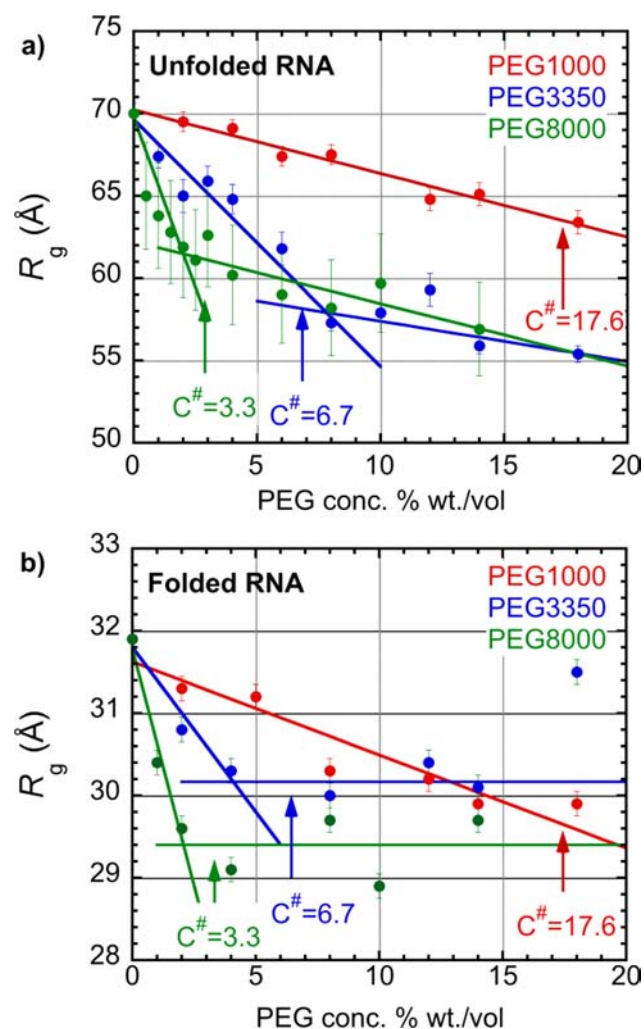 a)
75
70
65
60
55
50
R_g (Å)
Unfolded RNA
PEG1000
PEG3350
PEG8000
C#=17.6
C#=3.3
C#=6.7
0 5 10 15 20
PEG conc. % wt./vol
b)
33
32
31
30
29
28
R_g (Å)
Folded RNA
PEG1000
PEG3350
PEG8000
C#=6.7
C#=17.6
C#=3.3
0 5 10 15 20
PEG conc. % wt./vol